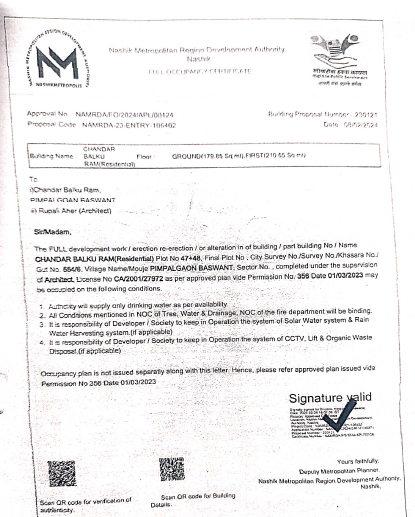 NASHIK METROPOLITAN REGION DEVELOPMENT AUTHORITY
NASHIKMETROPOLIS
Nashik Metropolitan Region Development Authority
Nashik
FULL OCCUPANCY CERTIFICATE
Approval No. NAMRDA/FO/2024/APL/00124
Building Proposal Number 230121
Proposal Code NAMRDA-23-ENTRY-106462
Building Name CHANDAR BALKU RAM(Residential) Floor : GROUND(179.65 Sq mt),FIRST(210.55 Sq mt)
To,
i)Chandar Balku Ram,
PIMPALGOAN BASWANT
ii) Rupali Aher (Architect)
Sir/Madam,
The FULL development work / erection re-erection / or alteration in of building / part building No / Name
CHANDAR BALKU RAM(Residential) Plot No 47+48, Final Plot No , City Survey No./Survey No./Khasara No./
Gut No. 554/6, Village Name/Mouje PIMPALGAON BASWANT, Sector No. , completed under the supervision
of Architect, License No CA/2001/27972 as per approved plan vide Permission No. 356 Date 01/03/2023 may
be occupied on the following conditions.
1. Authority will supply only drinking water as per availability.
2. All Conditions mentioned in NOC of Tree, Water & Drainage, NOC of the fire department will be binding.
3. It is responsibility of Developer / Society to keep in Operation the system of Solar Water system & Rain
Water Harvesting system.(if applicable)
4. It is responsibility of Developer / Society to keep in Operation the system of CCTV, Lift & Organic Waste
Disposal.(if applicable)
Occupancy plan is not issued separatly along with this letter. Hence, please refer approved plan issued vide
Permission No 356 Date 01/03/2023
Signature valid
Yours faithfully,
Deputy Metropolitan Planner,
Nashik Metropolitan Region Development Authority,
Nashik,
Scan QR code for verification of
authenticity.
Scan QR code for Building
Details.